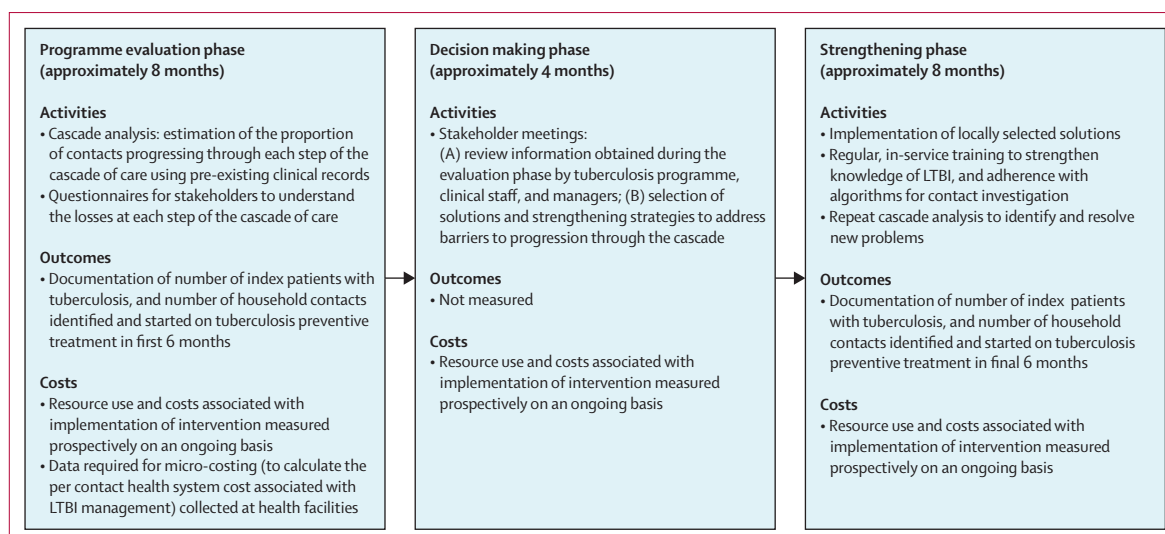 Programme evaluation phase
(approximately 8 months)
Activities
• Cascade analysis: estimation of the proportion
of contacts progressing through each step of the
cascade of care using pre-existing clinical records
• Questionnaires for stakeholders to understand
the losses at each step of the cascade of care
Outcomes
• Documentation of number of index patients with
tuberculosis, and number of household contacts
identified and started on tuberculosis preventive
treatment in first 6 months
Costs
• Resource use and costs associated with
implementation of intervention measured
prospectively on an ongoing basis
• Data required for micro-costing (to calculate the
per contact health system cost associated with
LTBI management) collected at health facilities
Decision making phase
(approximately 4 months)
Activities
• Stakeholder meetings:
(A) review information obtained during the
evaluation phase by tuberculosis programme,
clinical staff, and managers; (B) selection of
solutions and strengthening strategies to address
barriers to progression through the cascade
Outcomes
• Not measured
Costs
• Resource use and costs associated with
implementation of intervention measured
prospectively on an ongoing basis
Strengthening phase
(approximately 8 months)
Activities
• Implementation of locally selected solutions
• Regular, in-service training to strengthen
knowledge of LTBI, and adherence with
algorithms for contact investigation
• Repeat cascade analysis to identify and resolve
new problems
Outcomes
• Documentation of number of index patients
with tuberculosis, and number of household
contacts identified and started on tuberculosis
preventive treatment in final 6 months
Costs
• Resource use and costs associated with
implementation of intervention measured
prospectively on an ongoing basis